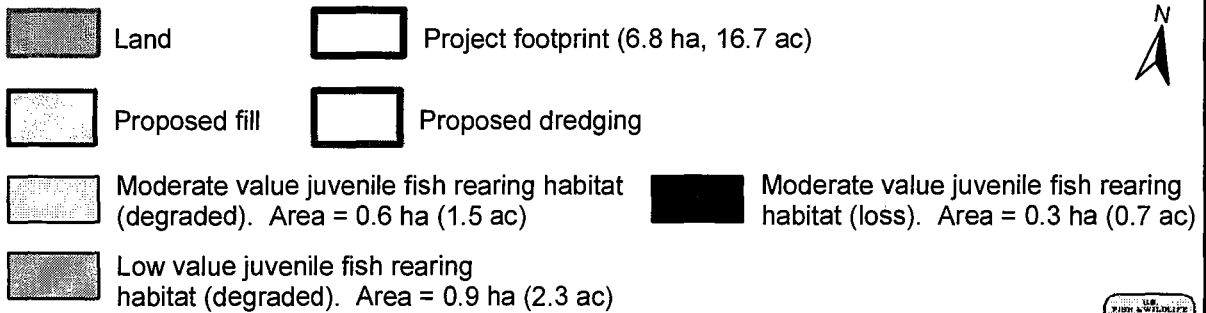 Land
Project footprint (6.8 ha, 16.7 ac)
N
Proposed fill
Proposed dredging
Moderate value juvenile fish rearing habitat
(degraded). Area = 0.6 ha (1.5 ac)
Moderate value juvenile fish rearing
habitat (loss). Area = 0.3 ha (0.7 ac)
Low value juvenile fish rearing
habitat (degraded). Area = 0.9 ha (2.3 ac)
U.S.
FISH & WILDLIFE